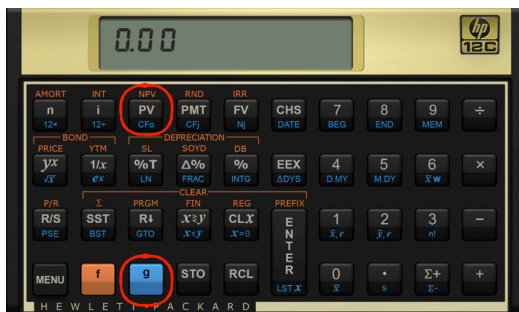 0.00
hp
12C
AMORT INT NPV RND IRR
n i PV PMT FV CHS 7 8 9 ÷
12× 12÷ CFo CFj Nj DATE BEG END MEM
BOND DEPRECIATION
PRICE YTM SL SOYD DB
yx 1/x %T Δ% % EEX 4 5 6 ×
√x ex LN FRAC INTG ΔDYS D.MY M.DY x̄ w
CLEAR
P/R Σ PRGM FIN REG PREFIX
R/S SST R↓ x≷y CLX ENTER 1 2 3 −
PSE BST GTO x≤y x=0 x̂,r ŷ,r n!
MENU f g STO RCL 0 • Σ+ +
LST x x̄ s Σ-
HEWLETT • PACKARD